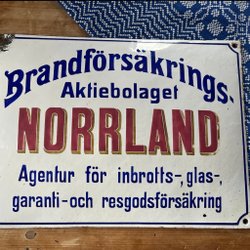 Brandförsäkrings-
Aktiebolaget
NORRLAND
Agentur för inbrotts-, glas-,
garanti- och resgodsförsäkring